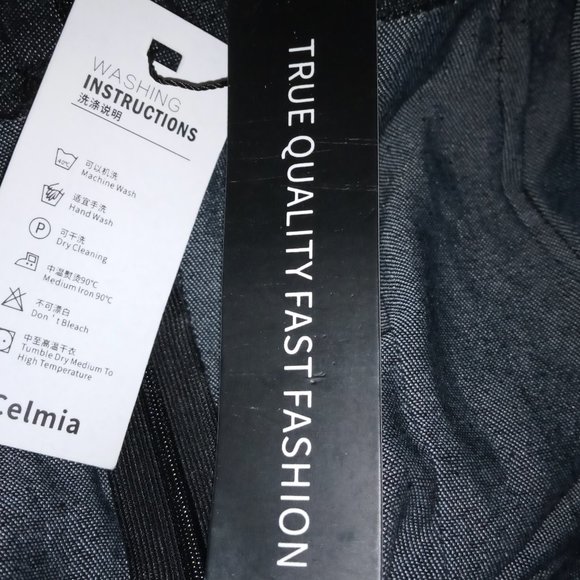 WASHING
INSTRUCTIONS
洗涤说明
40℃
可以机洗
Machine Wash
适宜手洗
Hand Wash
P
可干洗
Dry Cleaning
中温熨烫90℃
Medium Iron 90℃
不可漂白
Don't Bleach
中至高温干衣
Tumble Dry Medium To
High Temperature
Celmia
TRUE QUALITY FAST FASHION